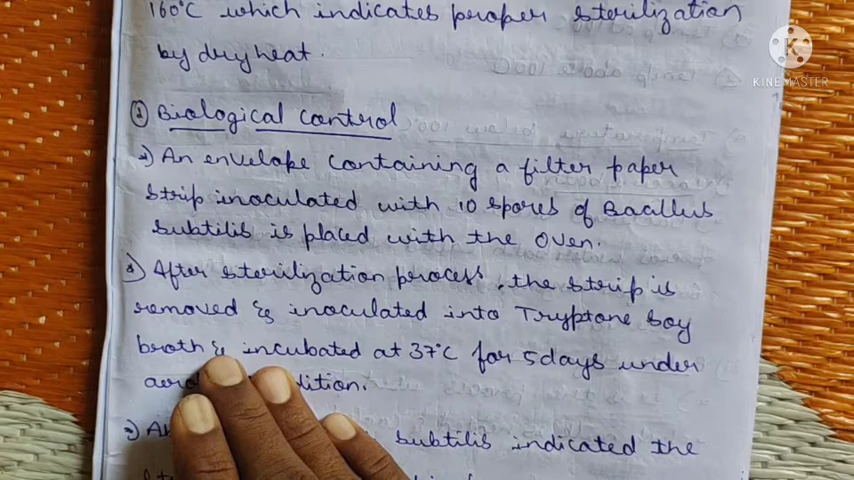 160°C which indicates proper sterilization
by dry heat.
② Biological control
→) An envelope containing a filter paper
strip inoculated with 10 spores of Bacillus
subtilis is placed with the oven.
→) After sterilization process, the strip is
removed & inoculated into Tryptone soy
broth & incubated at 37°C for 5 days under
dition.
subtilis indicated the
KINEMASTER